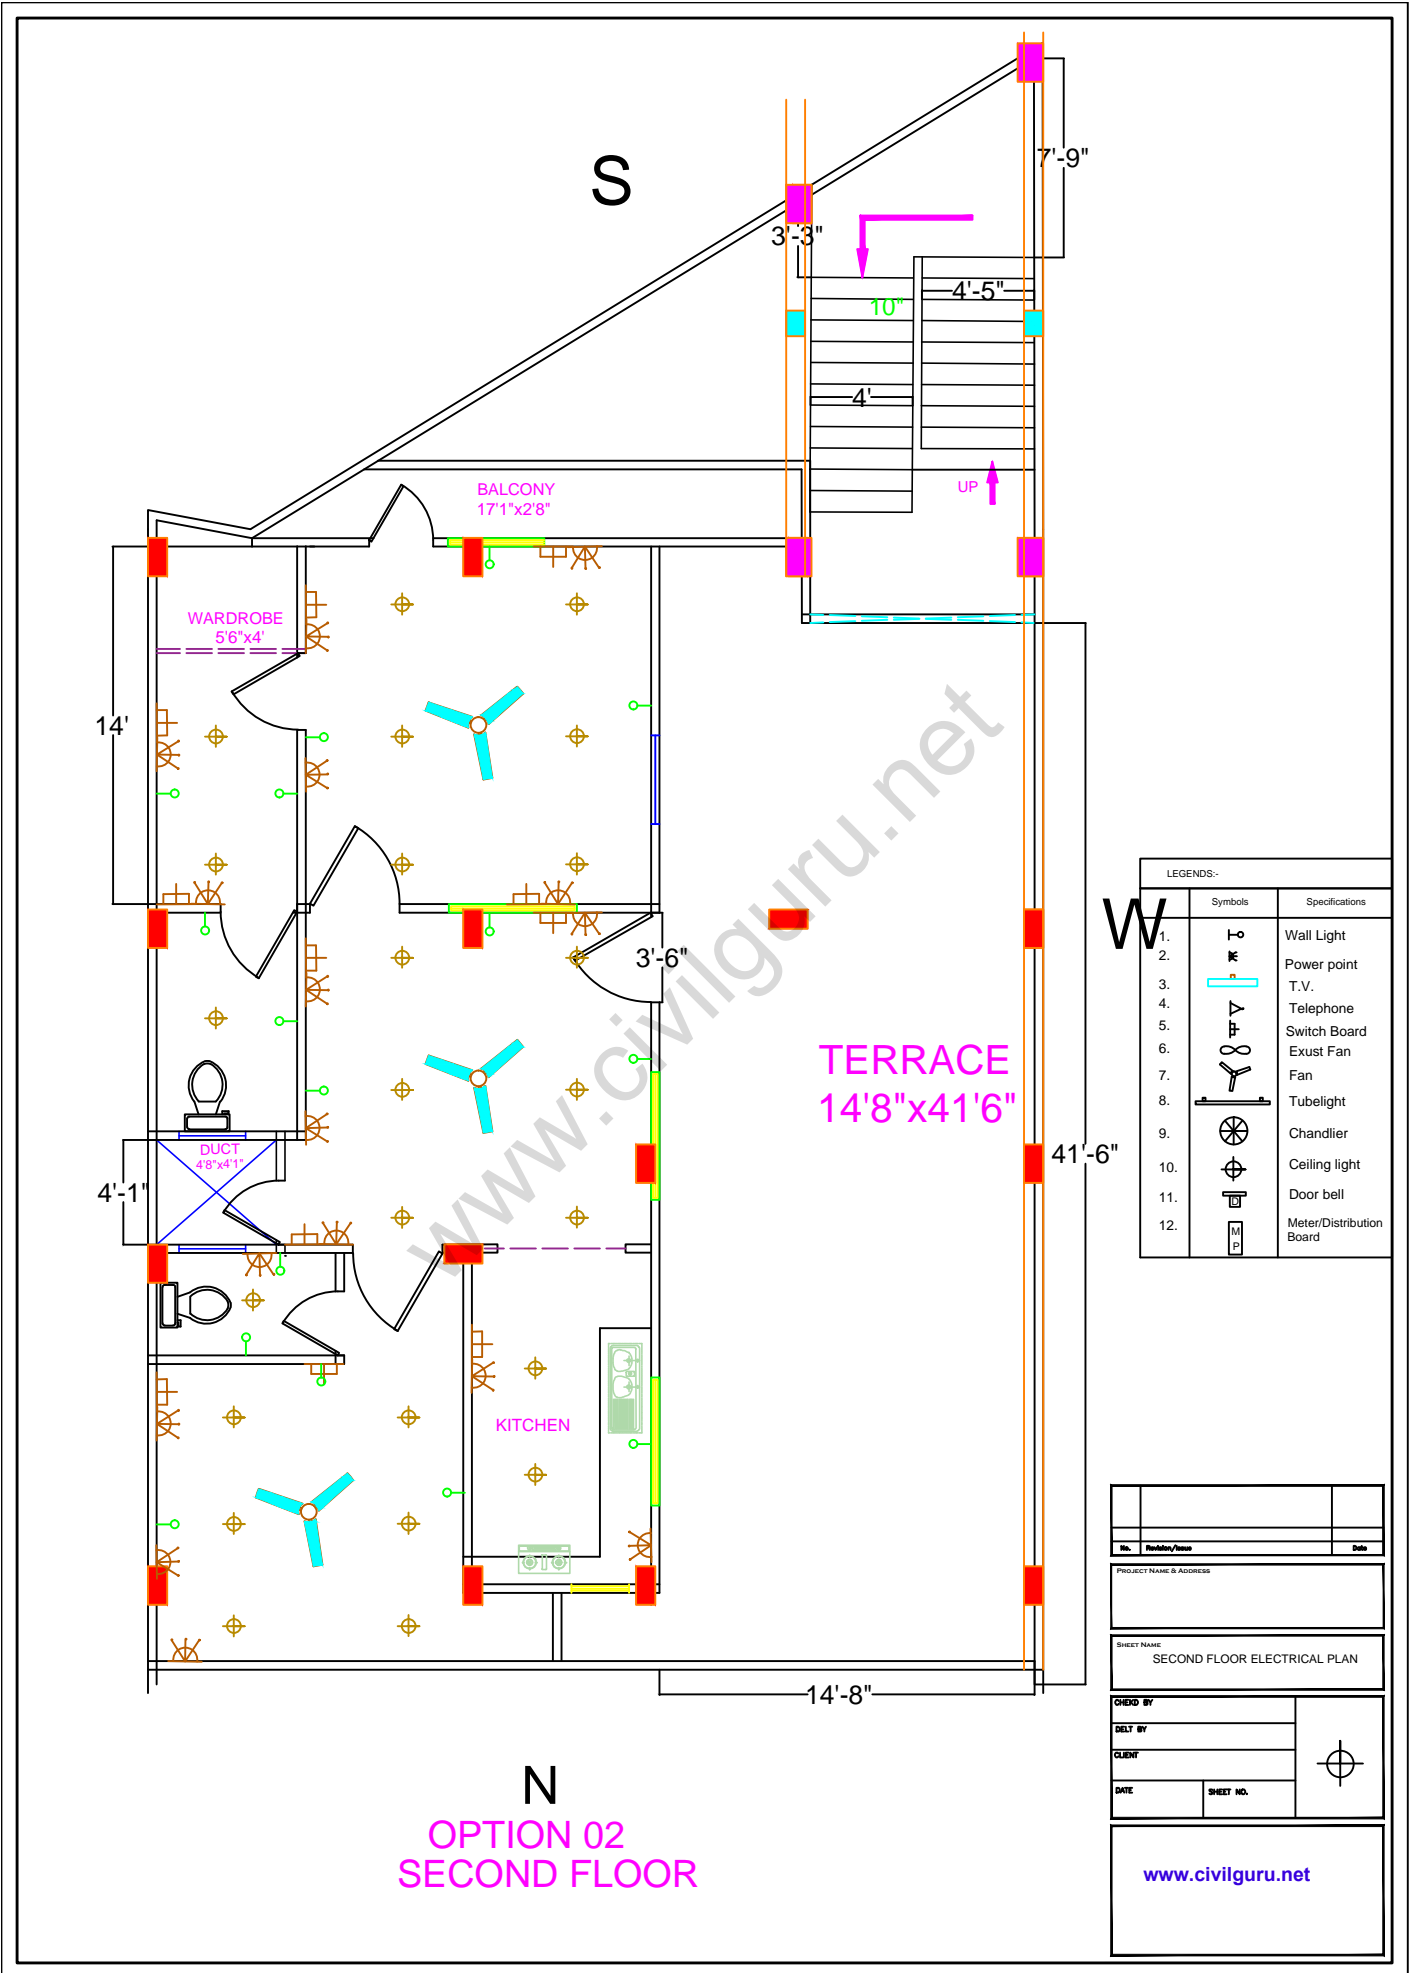 S
7'-9"
3'-3"
4'-5"
10"
4'
UP
BALCONY
17'1"x2'8"
WARDROBE
5'6"x4'
14'
3'-6"
TERRACE
14'8"x41'6"
DUCT
4'8"x4'1"
4'-1"
41'-6"
KITCHEN
14'-8"
www.civilguru.net
W
LEGENDS:-
Symbols Specifications
1. Wall Light
2. Power point
3. T.V.
4. Telephone
5. Switch Board
6. Exust Fan
7. Fan
8. Tubelight
9. Chandlier
10. Ceiling light
11. D Door bell
12. M P Meter/Distribution
Board
No. Revision/Issue Date
PROJECT NAME & ADDRESS
SHEET NAME
SECOND FLOOR ELECTRICAL PLAN
CHEKD BY
DELT BY
CLIENT
DATE SHEET NO.
www.civilguru.net
N
OPTION 02
SECOND FLOOR